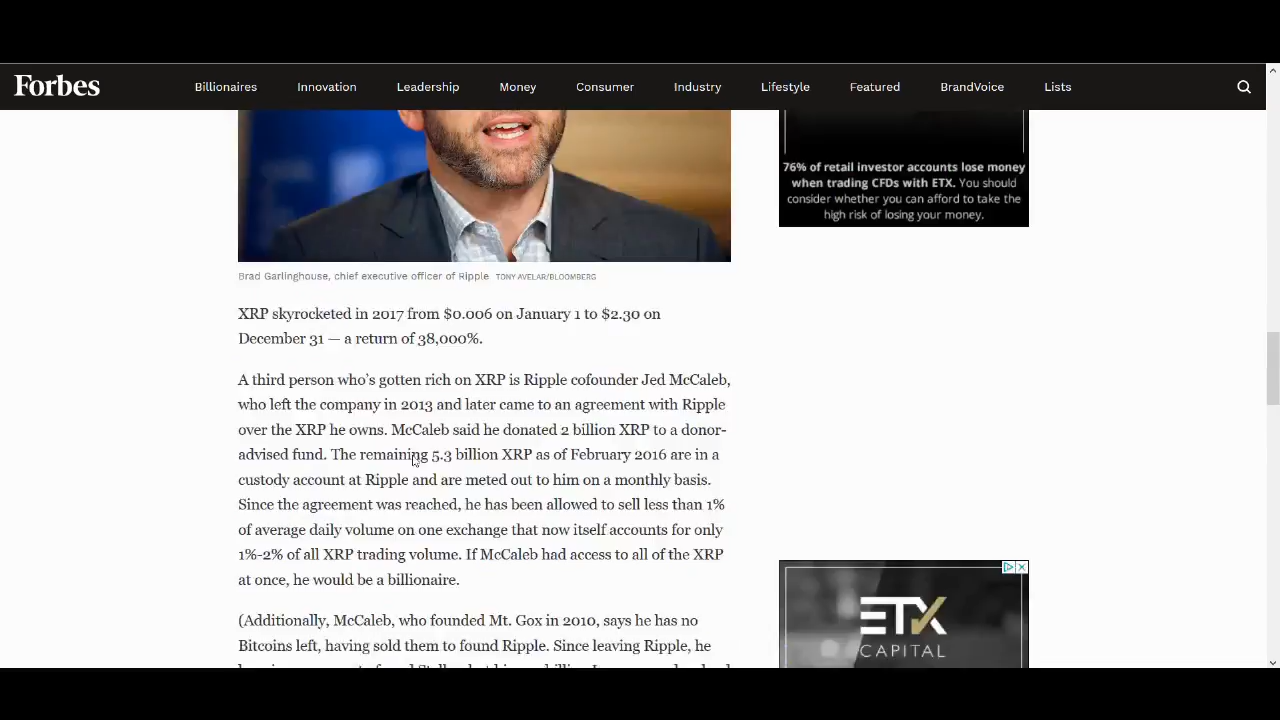 Forbes
Billionaires
Innovation
Leadership
Money
Consumer
Industry
Lifestyle
Featured
BrandVoice
Lists
Brad Garlinghouse, chief executive officer of Ripple TONY AVELAR/BLOOMBERG
XRP skyrocketed in 2017 from $0.006 on January 1 to $2.30 on
December 31 — a return of 38,000%.
A third person who’s gotten rich on XRP is Ripple cofounder Jed McCaleb,
who left the company in 2013 and later came to an agreement with Ripple
over the XRP he owns. McCaleb said he donated 2 billion XRP to a donor-
advised fund. The remaining 5.3 billion XRP as of February 2016 are in a
custody account at Ripple and are meted out to him on a monthly basis.
Since the agreement was reached, he has been allowed to sell less than 1%
of average daily volume on one exchange that now itself accounts for only
1%-2% of all XRP trading volume. If McCaleb had access to all of the XRP
at once, he would be a billionaire.
(Additionally, McCaleb, who founded Mt. Gox in 2010, says he has no
Bitcoins left, having sold them to found Ripple. Since leaving Ripple, he
76% of retail investor accounts lose money
when trading CFDs with ETX. You should
consider whether you can afford to take the
high risk of losing your money.
ETX
CAPITAL